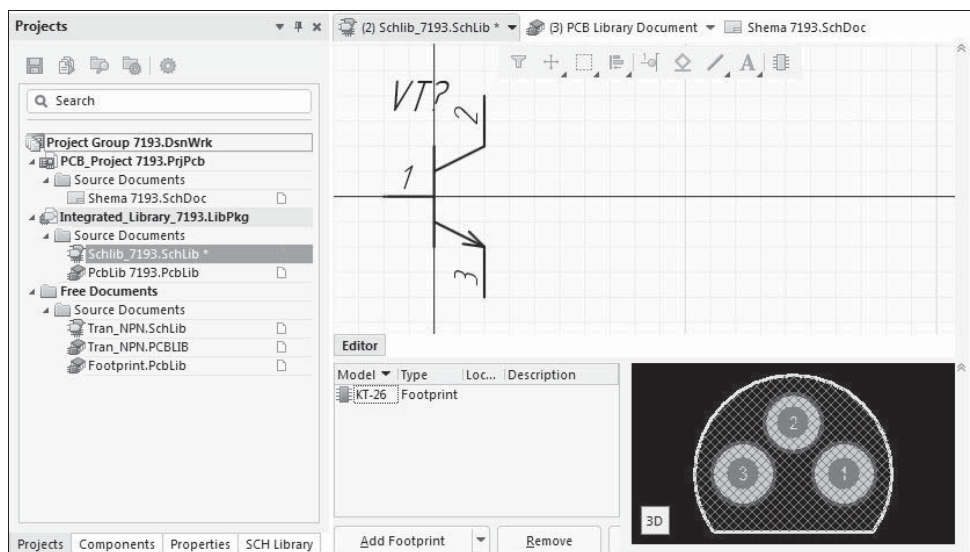 Projects
(2) Schlib_7193.SchLib *
(3) PCB Library Document
Shema 7193.SchDoc
Search
Project Group 7193.DsnWrk
PCB_Project 7193.PrjPcb
Source Documents
Shema 7193.SchDoc
Integrated_Library_7193.LibPkg
Source Documents
Schlib_7193.SchLib *
PcbLib 7193.PcbLib
Free Documents
Source Documents
Tran_NPN.SchLib
Tran_NPN.PCBLIB
Footprint.PcbLib
Projects Components Properties SCH Library
A
VT?
2
1
3
Editor
Model Type Loc... Description
KT-26 Footprint
Add Footprint Remove
2
3 1
3D